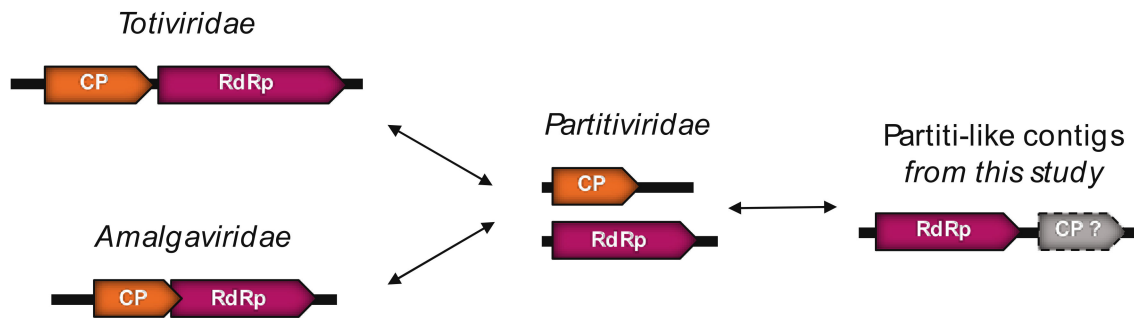 Totiviridae
CP
RdRp
Amalgaviridae
CP
RdRp
Partitiviridae
CP
RdRp
Partiti-like contigs
from this study
RdRp
CP ?